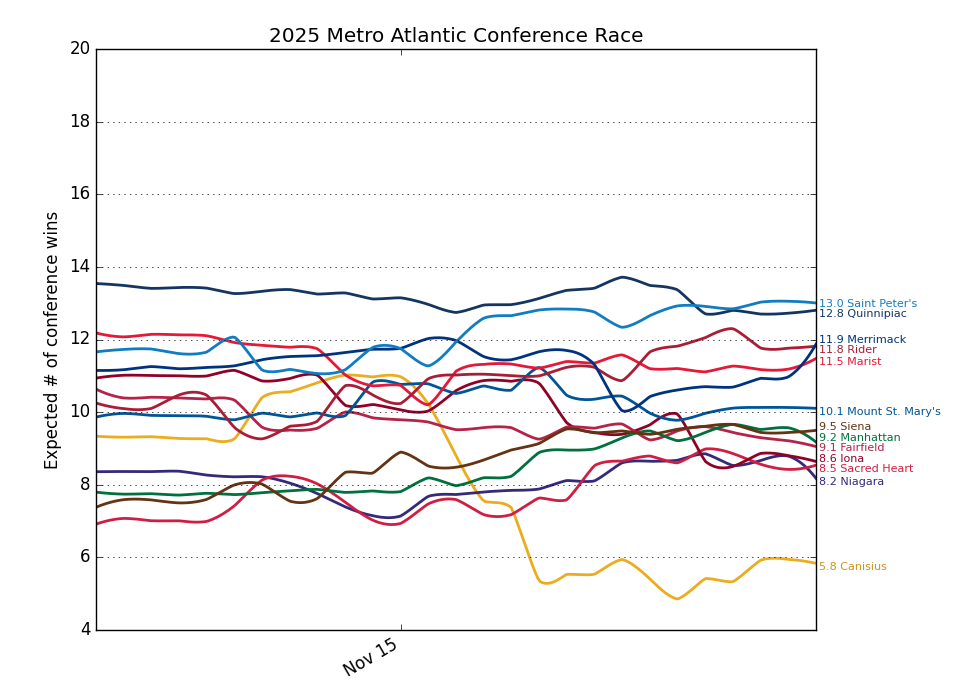 2025 Metro Atlantic Conference Race
Expected # of conference wins
20
18
16
14
12
10
8
6
4
Nov 15
13.0 Saint Peter's
12.8 Quinnipiac
11.9 Merrimack
11.8 Rider
11.5 Marist
10.1 Mount St. Mary's
9.5 Siena
9.2 Manhattan
9.1 Fairfield
8.6 Iona
8.5 Sacred Heart
8.2 Niagara
5.8 Canisius